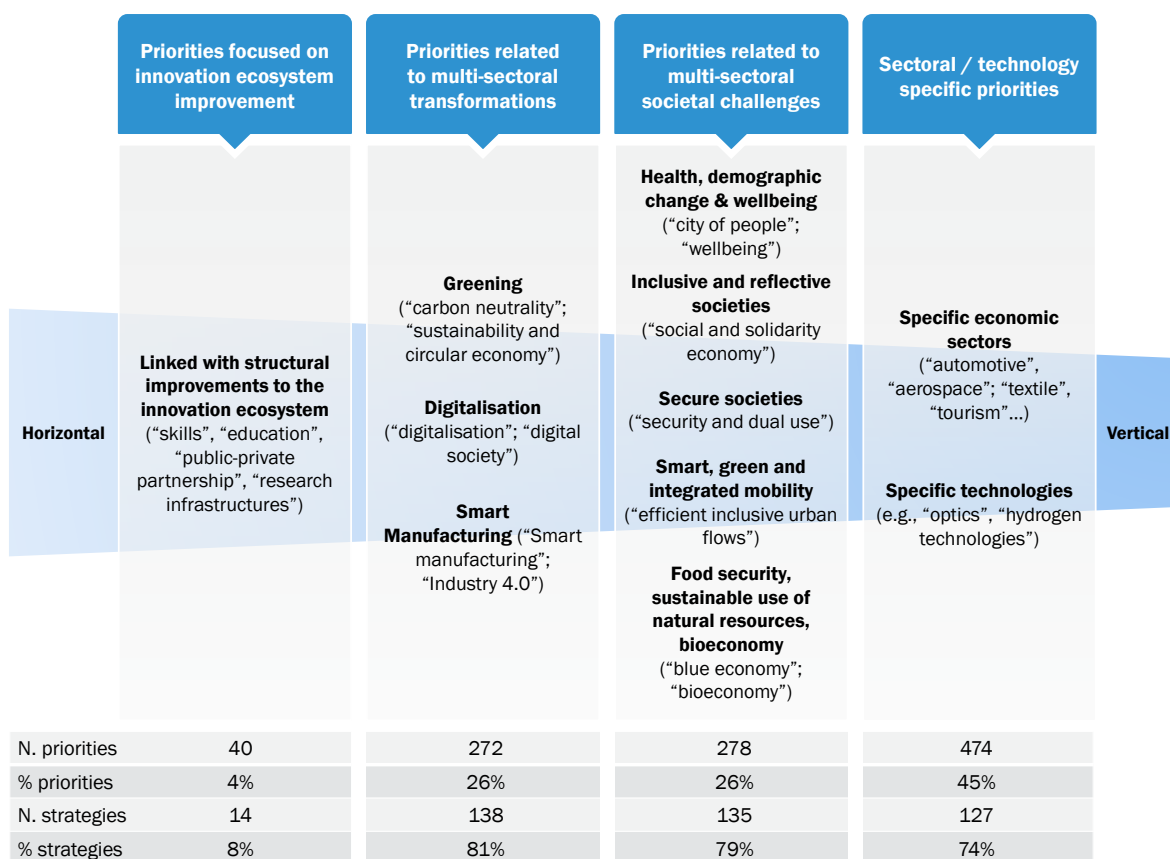 Priorities focused on
innovation ecosystem
improvement
Priorities related
to multi-sectoral
transformations
Priorities related to
multi-sectoral
societal challenges
Sectoral / technology
specific priorities
Horizontal
Linked with structural
improvements to the
innovation ecosystem
(“skills”, “education”,
“public-private
partnership”, “research
infrastructures”)
Greening
(“carbon neutrality”;
“sustainability and
circular economy”)
Digitalisation
(“digitalisation”; “digital
society”)
Smart
Manufacturing (“Smart
manufacturing”;
“Industry 4.0”)
Health, demographic
change & wellbeing
(“city of people”;
“wellbeing”)
Inclusive and reflective
societies
(“social and solidarity
economy”)
Secure societies
(“security and dual use”)
Smart, green and
integrated mobility
(“efficient inclusive urban
flows”)
Food security,
sustainable use of
natural resources,
bioeconomy
(“blue economy”;
“bioeconomy”)
Specific economic
sectors
(“automotive”,
“aerospace”; “textile”,
“tourism”...)
Specific technologies
(e.g., “optics”, “hydrogen
technologies”)
Vertical
N. priorities 40 272 278 474
% priorities 4% 26% 26% 45%
N. strategies 14 138 135 127
% strategies 8% 81% 79% 74%